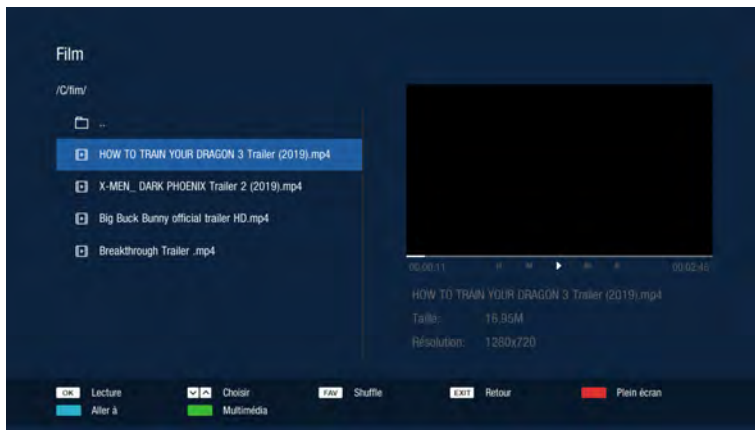 Film
/C/fim/
..
HOW TO TRAIN YOUR DRAGON 3 Trailer (2019).mp4
X-MEN_ DARK PHOENIX Trailer 2 (2019).mp4
Big Buck Bunny official trailer HD.mp4
Breakthrough Trailer .mp4
00:00:11 00:02:46
HOW TO TRAIN YOUR DRAGON 3 Trailer (2019).mp4
Taille: 16.95M
Résolution: 1280x720
OK Lecture Choisir FAV Shuffle EXIT Retour Plein écran
Aller à Multimédia